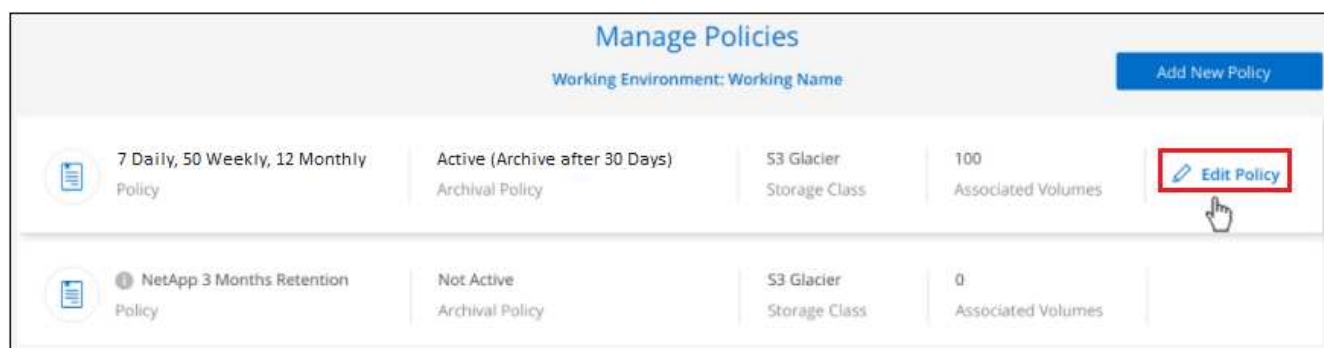 Manage Policies
Working Environment: Working Name
Add New Policy
7 Daily, 50 Weekly, 12 Monthly
Policy
Active (Archive after 30 Days)
Archival Policy
S3 Glacier
Storage Class
100
Associated Volumes
Edit Policy
NetApp 3 Months Retention
Policy
Not Active
Archival Policy
S3 Glacier
Storage Class
0
Associated Volumes